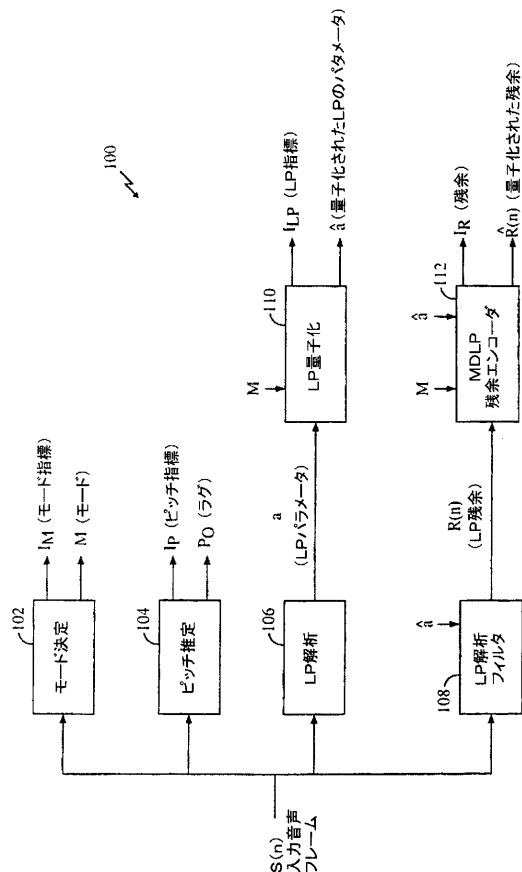 100
S(n)
入力音声
フレーム
102
モード決定
I_M (モード指標)
M (モード)
104
ピッチ推定
I_P (ピッチ指標)
P_O (ラグ)
106
LP解析
a
(LPパラメータ)
M
110
LP量子化
I_LP (LP指標)
â (量子化されたLPのパタメータ)
108
LP解析
フィルタ
â
R(n)
(LP残余)
M
â
112
MDLP
残余エンコーダ
I_R (残余)
R̂(n) (量子化された残余)